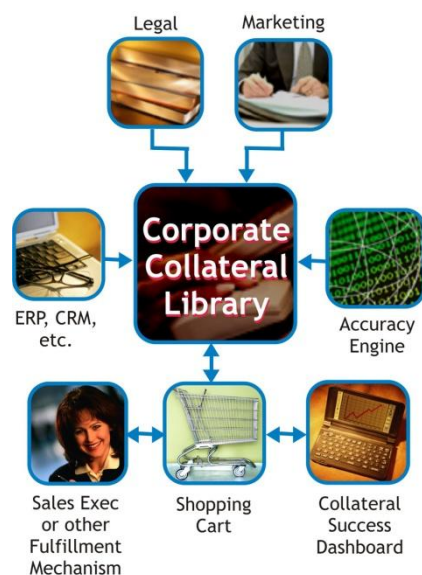 Legal
Marketing
Corporate
Collateral
Library
ERP, CRM,
etc.
Accuracy
Engine
Sales Exec
or other
Fulfillment
Mechanism
Shopping
Cart
Collateral
Success
Dashboard